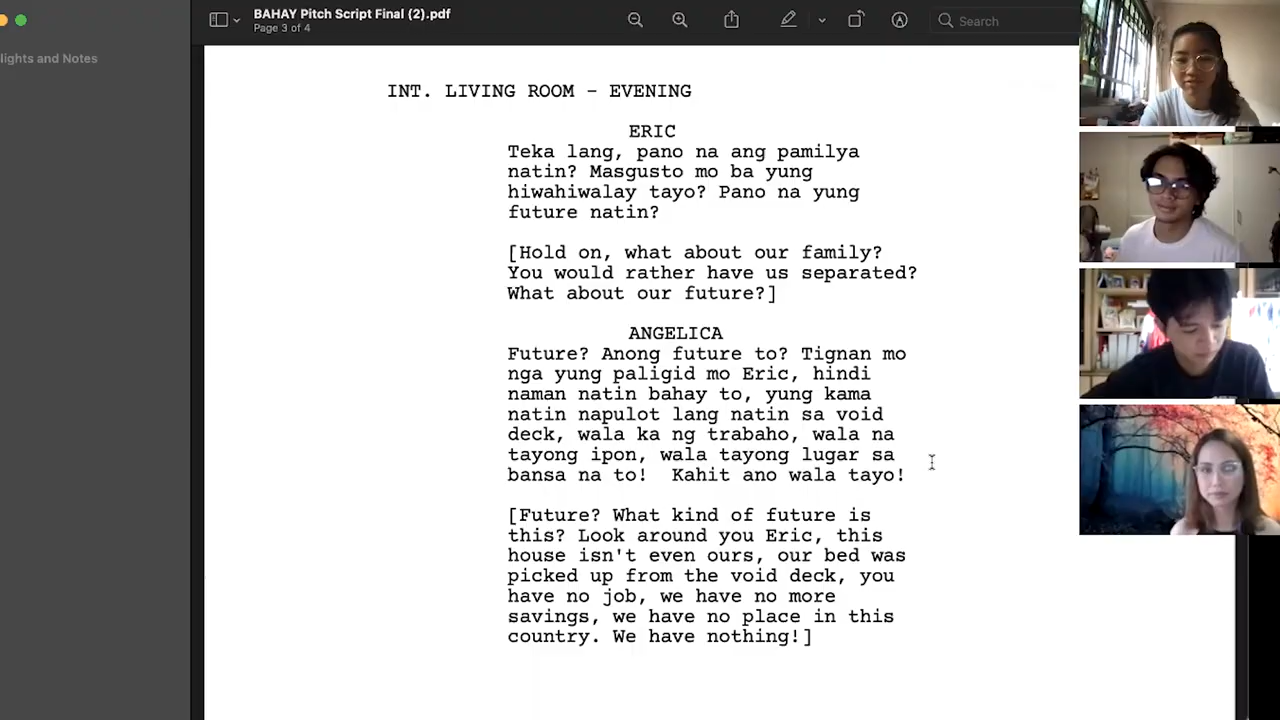 BAHAY Pitch Script Final (2).pdf
Page 3 of 4
Search
lights and Notes
INT. LIVING ROOM - EVENING
ERIC
Teka lang, pano na ang pamilya
natin? Masgusto mo ba yung
hiwahiwalay tayo? Pano na yung
future natin?
[Hold on, what about our family?
You would rather have us separated?
What about our future?]
ANGELICA
Future? Anong future to? Tignan mo
nga yung paligid mo Eric, hindi
naman natin bahay to, yung kama
natin napulot lang natin sa void
deck, wala ka ng trabaho, wala na
tayong ipon, wala tayong lugar sa
bansa na to!  Kahit ano wala tayo!
[Future? What kind of future is
this? Look around you Eric, this
house isn't even ours, our bed was
picked up from the void deck, you
have no job, we have no more
savings, we have no place in this
country. We have nothing!]